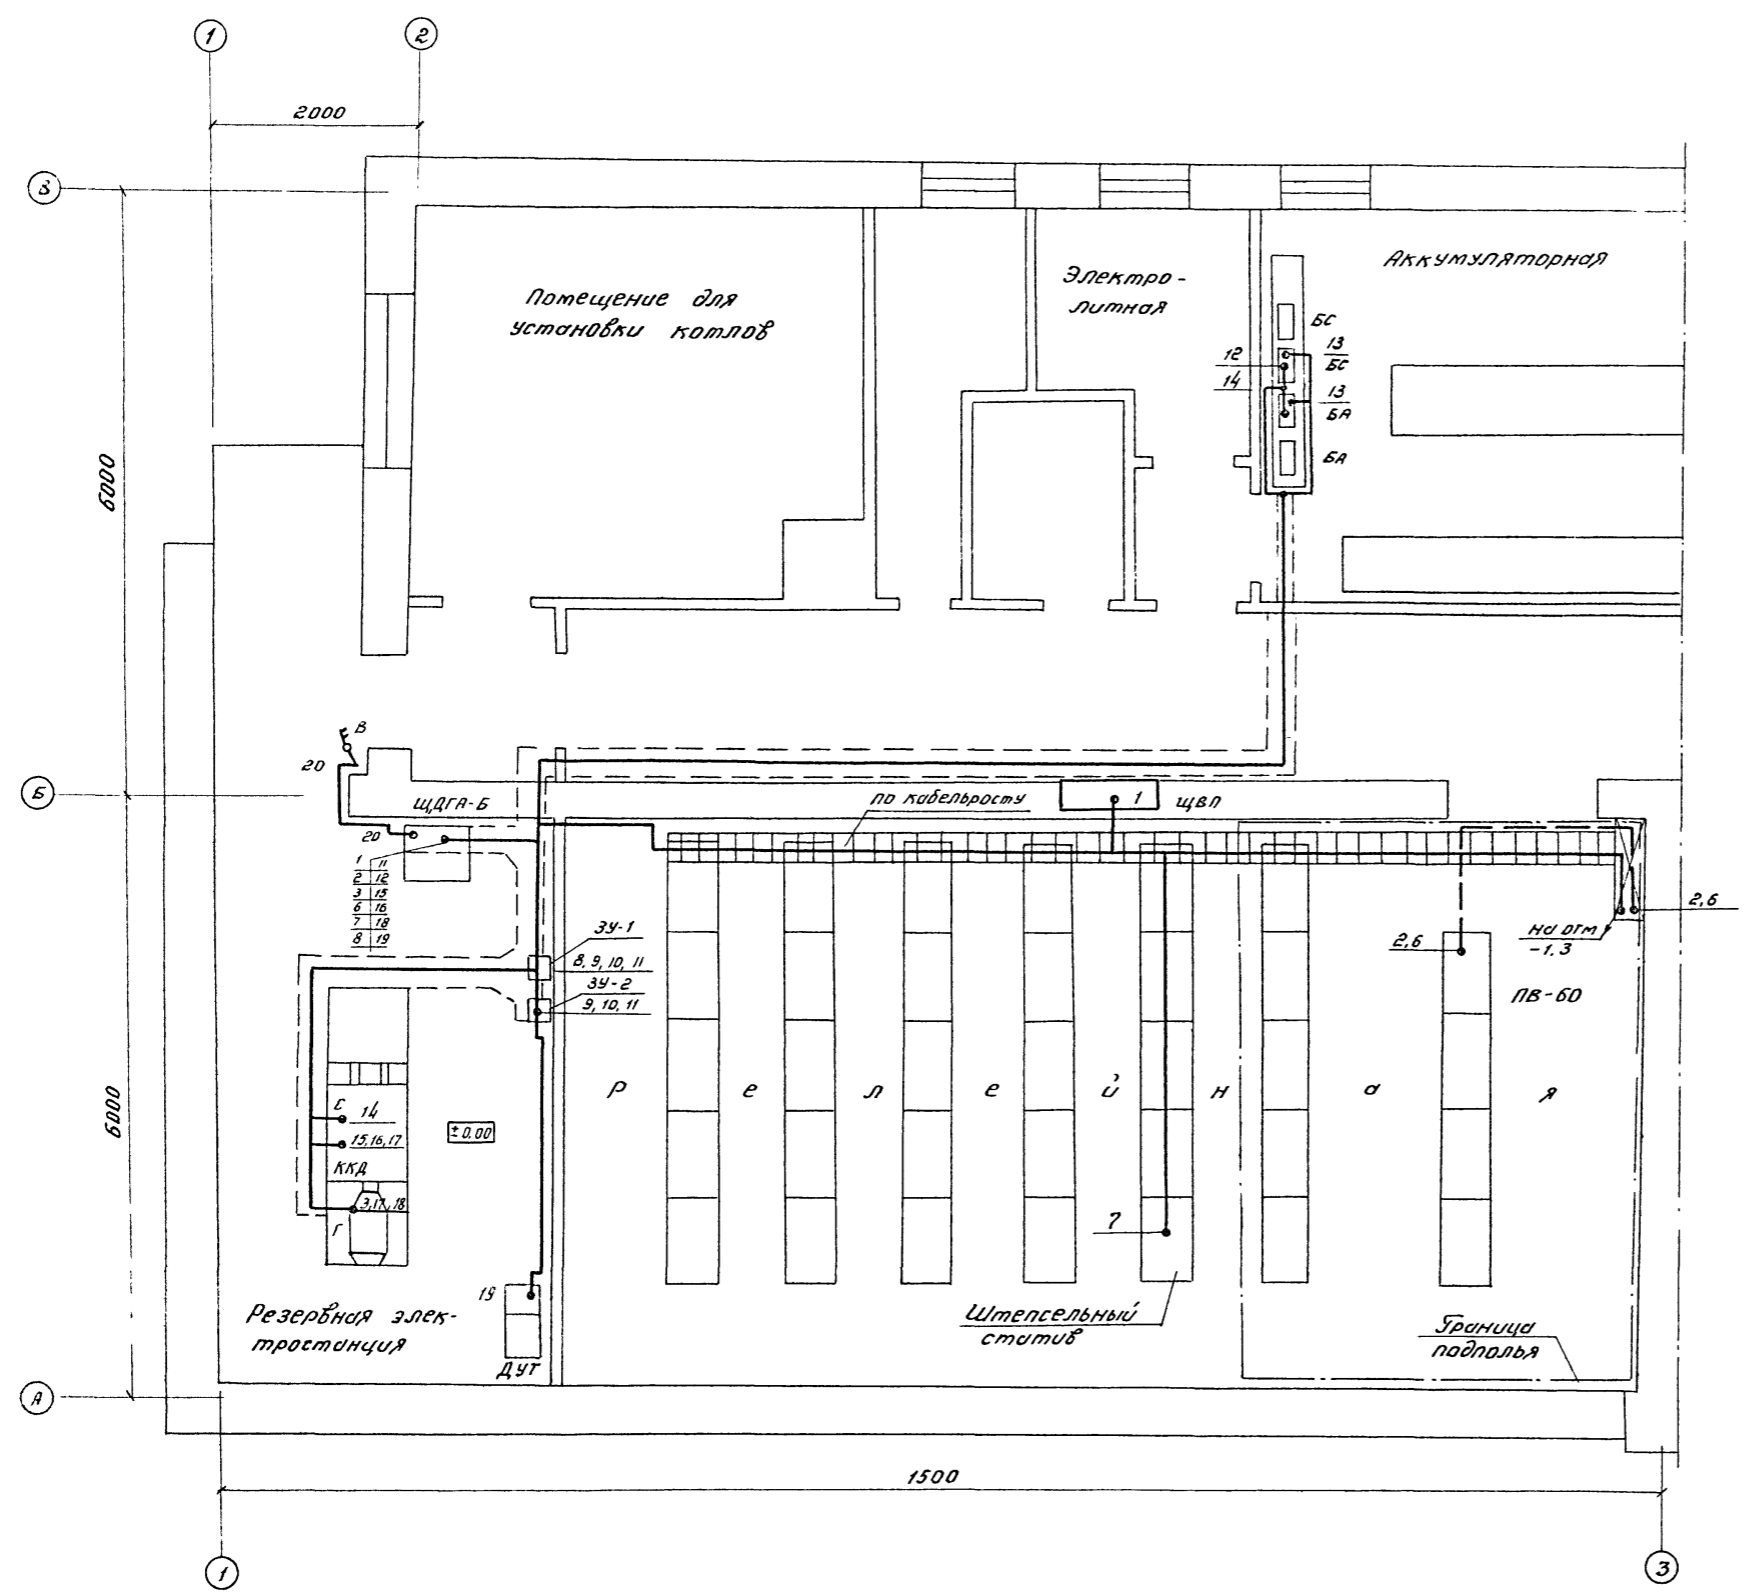 1
2
2000
В
6000
Помещение для
установки котлов
Электро-
литная
Аккумуляторная
БС
12
13
БС
14
13
БА
БА
В
20
Б
ЩДГА-Б
по кабельросту
1
ЩВП
20
1 11
2 12
3 15
6 16
7 18
8 19
ЗУ-1
8, 9, 10, 11
ЗУ-2
9, 10, 11
2,6
на ДГМ
-1,3
2,6
ПВ-60
6000
Е
14
15,16,17
ККД
3,17,18
Г
± 0.00
Р е л е й н а я
7
19
Резервная элек-
тростанция
ДУТ
Штепсельный
статив
Граница
подполья
А
1500
1
3